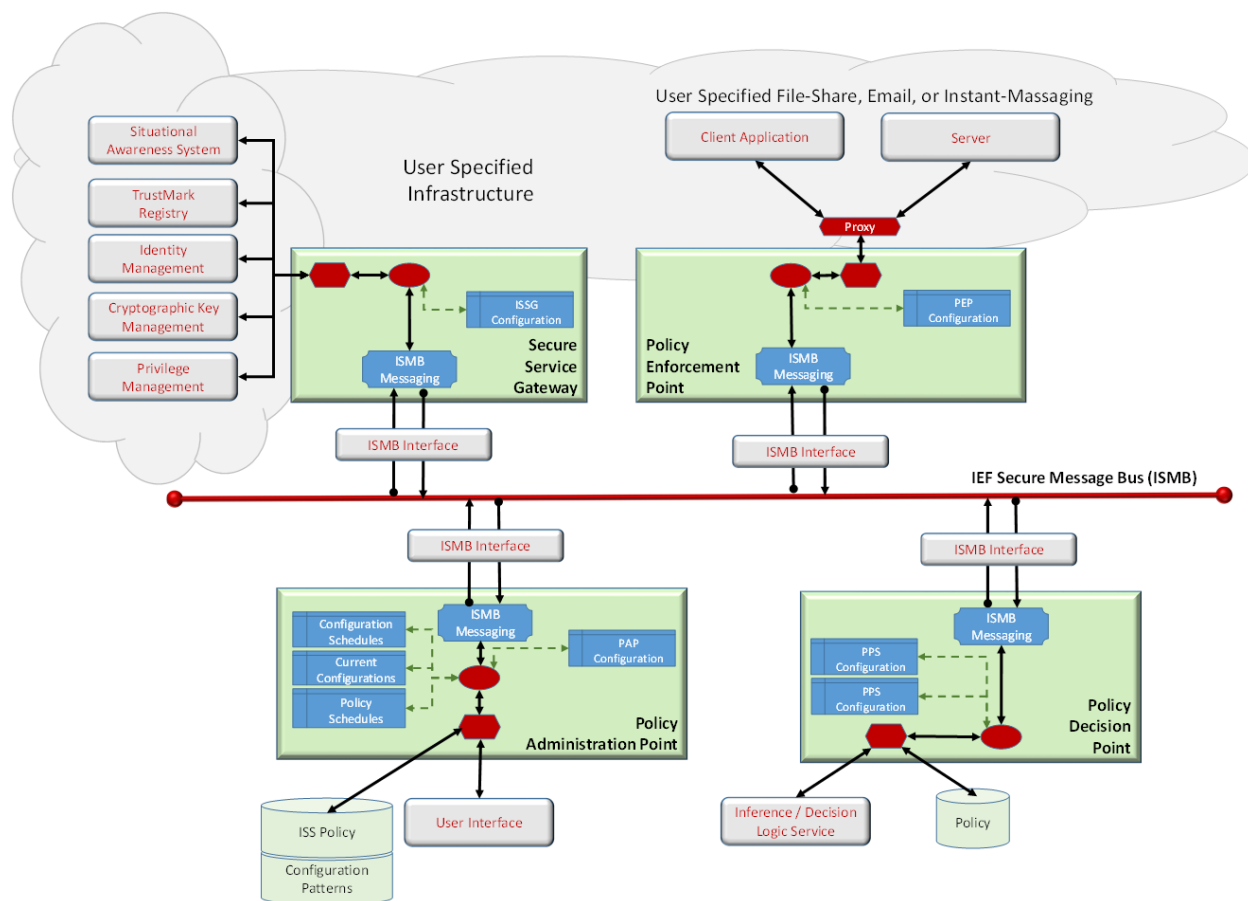 User Specified File-Share, Email, or Instant-Massaging
Client Application
Server
Situational
Awareness System
User Specified
Infrastructure
TrustMark
Registry
Proxy
Identity
Management
Cryptographic Key
Management
ISSG
Configuration
PEP
Configuration
Privilege
Management
ISMB
Messaging
Secure
Service
Gateway
Policy
Enforcement
Point
ISMB
Messaging
ISMB Interface
ISMB Interface
IEF Secure Message Bus (ISMB)
ISMB Interface
ISMB Interface
Configuration
Schedules
Current
Configurations
Policy
Schedules
ISMB
Messaging
PAP
Configuration
Policy
Administration Point
ISMB
Messaging
PPS
Configuration
PPS
Configuration
Policy
Decision
Point
ISS Policy
Configuration
Patterns
User Interface
Inference / Decision
Logic Service
Policy